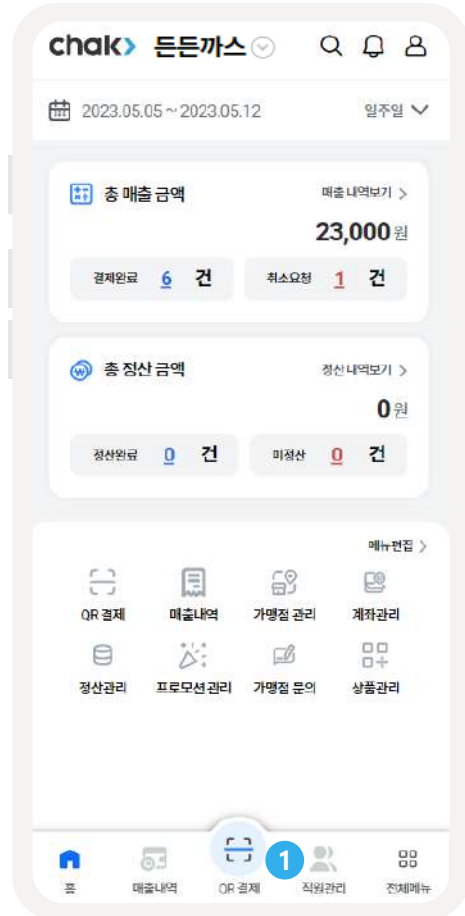 chak 든든까스
2023.05.05 ~ 2023.05.12 일주일
총 매출 금액 매출 내역보기 >
23,000 원
결제완료 6 건 취소요청 1 건
총 정산 금액 정산 내역보기 >
0 원
정산완료 0 건 미정산 0 건
메뉴편집 >
QR 결제 매출내역 가맹점 관리 계좌관리
정산관리 프로모션 관리 가맹점 문의 상품관리
1
홈 매출내역 QR 결제 직원관리 전체메뉴